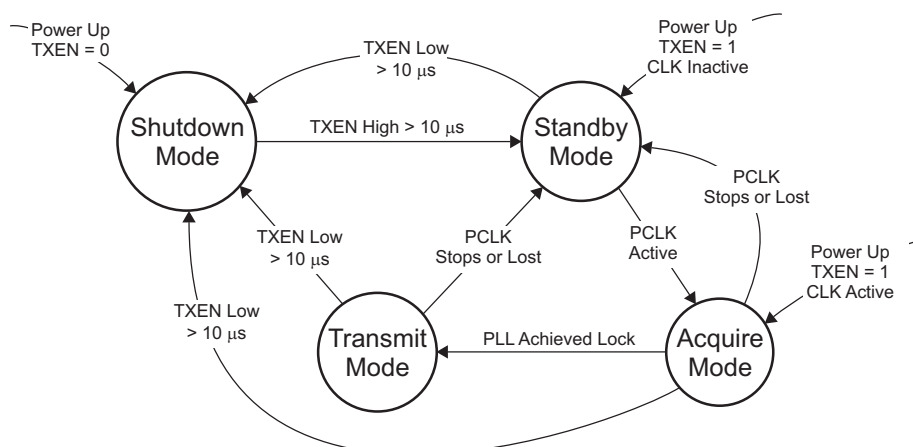 Power Up
TXEN = 0
TXEN Low
> 10 μs
Power Up
TXEN = 1
CLK Inactive
Shutdown
Mode
TXEN High > 10 μs
Standby
Mode
PCLK
Stops or Lost
TXEN Low
> 10 μs
PCLK
Stops or Lost
PCLK
Active
Power Up
TXEN = 1
CLK Active
TXEN Low
> 10 μs
Transmit
Mode
PLL Achieved Lock
Acquire
Mode